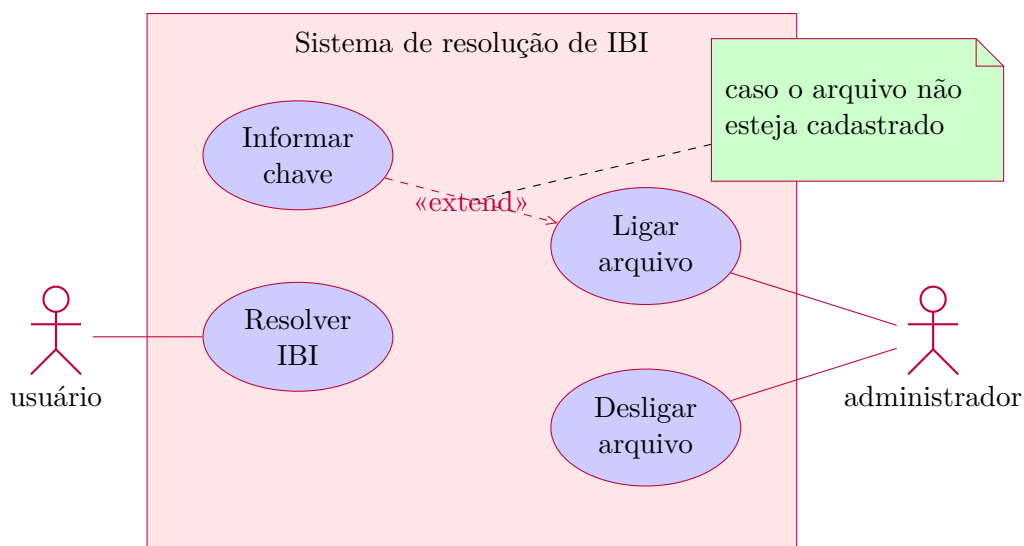 Sistema de resolução de IBI
caso o arquivo não
esteja cadastrado
Informar
chave
«extend»
Ligar
arquivo
Resolver
IBI
usuário
administrador
Desligar
arquivo